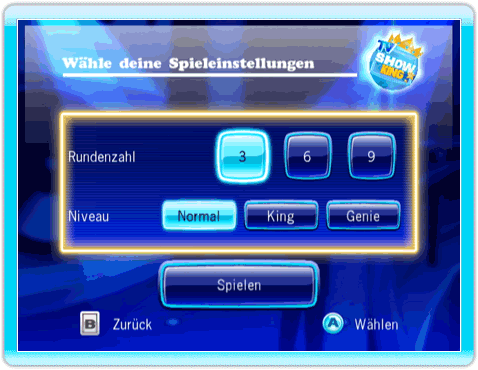 Wähle deine Spieleinstellungen
TV
SHOW
KING
Rundenzahl 3 6 9
Niveau Normal King Genie
Spielen
B Zurück A Wählen